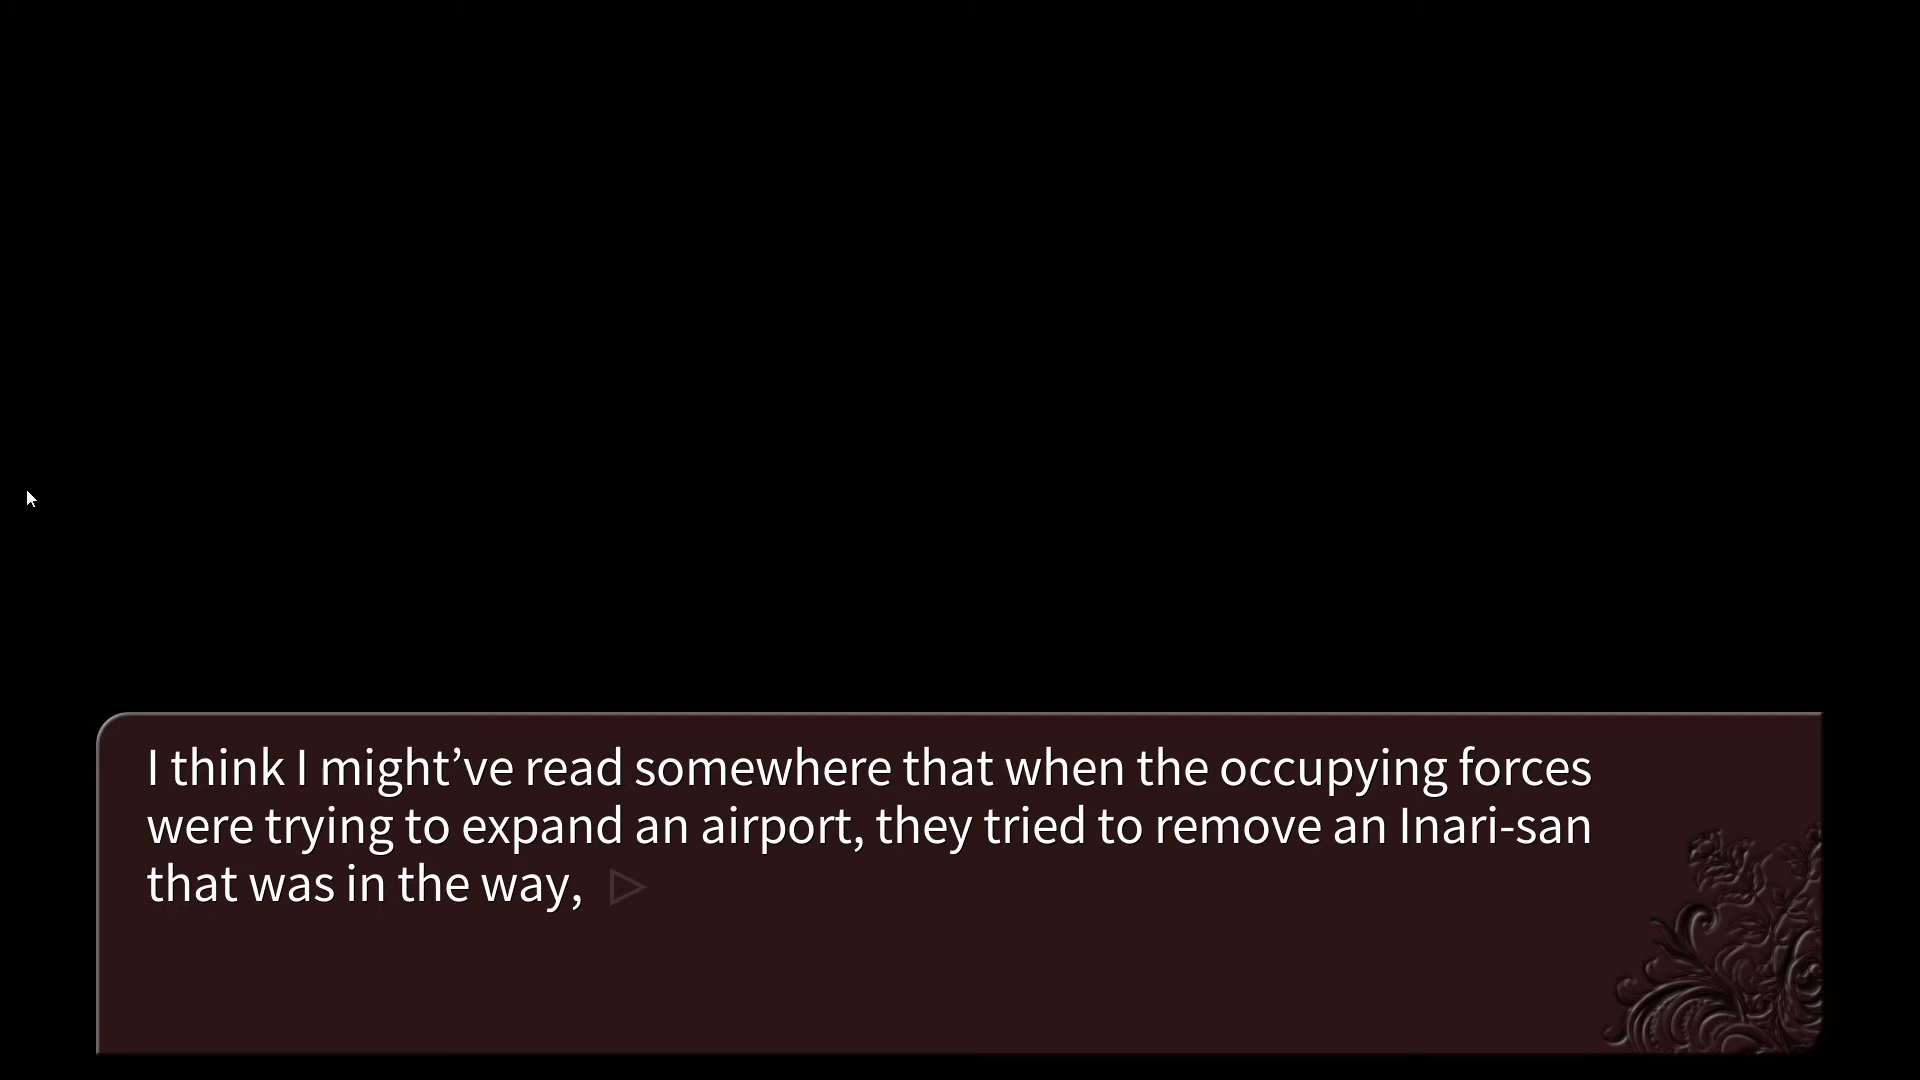 I think I might’ve read somewhere that when the occupying forces
were trying to expand an airport, they tried to remove an Inari-san
that was in the way,